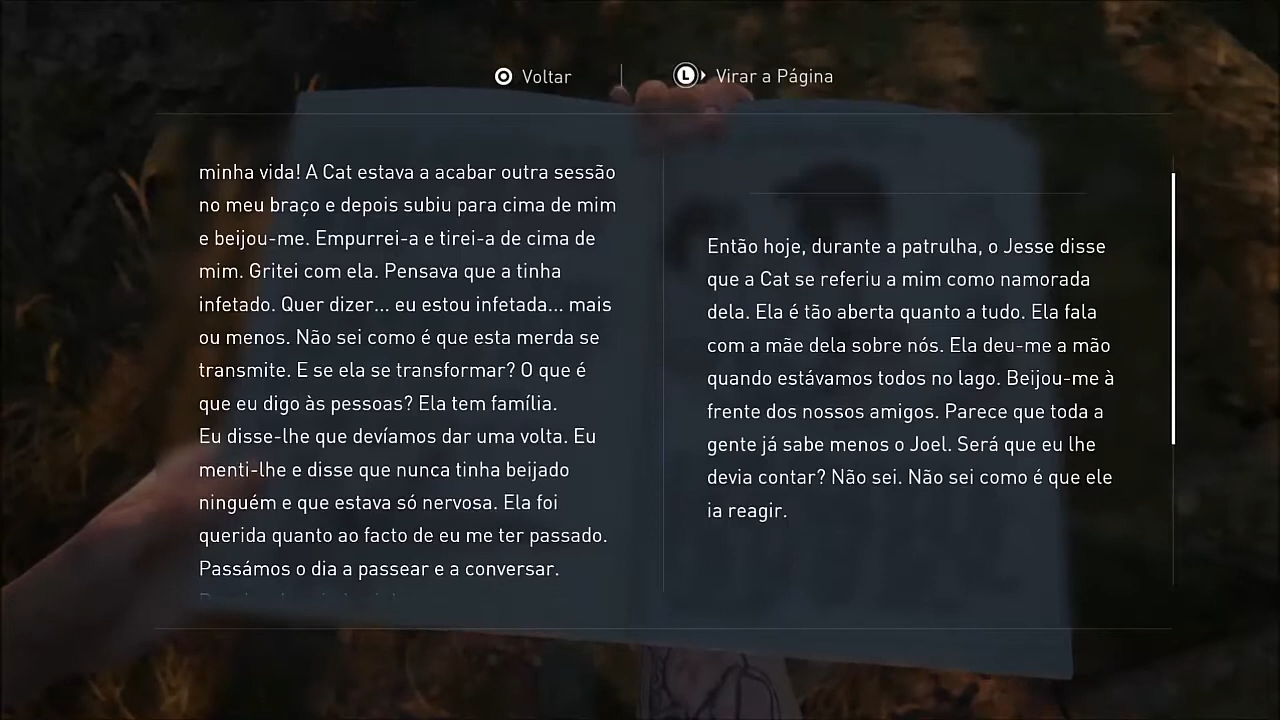 Voltar
L Virar a Página
minha vida! A Cat estava a acabar outra sessão
no meu braço e depois subiu para cima de mim
e beijou-me. Empurrei-a e tirei-a de cima de
mim. Gritei com ela. Pensava que a tinha
infetado. Quer dizer... eu estou infetada... mais
ou menos. Não sei como é que esta merda se
transmite. E se ela se transformar? O que é
que eu digo às pessoas? Ela tem família.
Eu disse-lhe que devíamos dar uma volta. Eu
menti-lhe e disse que nunca tinha beijado
ninguém e que estava só nervosa. Ela foi
querida quanto ao facto de eu me ter passado.
Passámos o dia a passear e a conversar.
Então hoje, durante a patrulha, o Jesse disse
que a Cat se referiu a mim como namorada
dela. Ela é tão aberta quanto a tudo. Ela fala
com a mãe dela sobre nós. Ela deu-me a mão
quando estávamos todos no lago. Beijou-me à
frente dos nossos amigos. Parece que toda a
gente já sabe menos o Joel. Será que eu lhe
devia contar? Não sei. Não sei como é que ele
ia reagir.